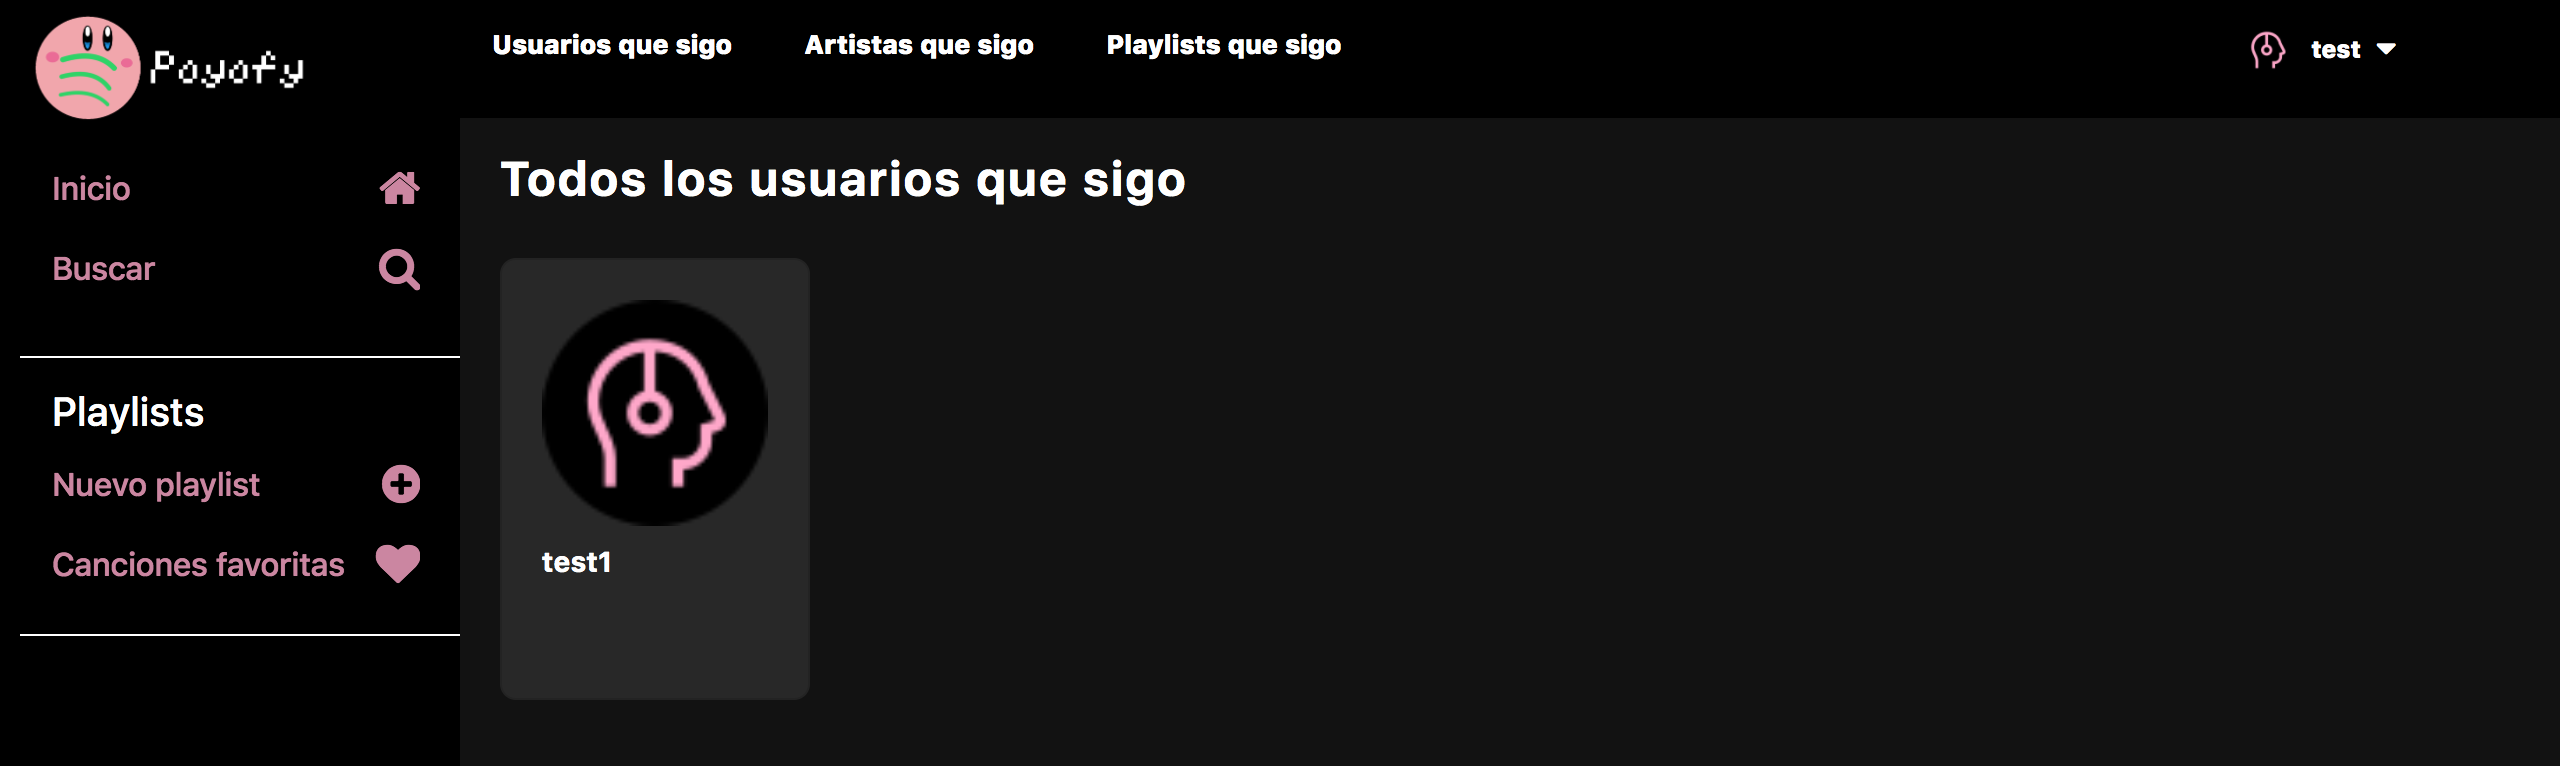 Poyofy
Usuarios que sigo
Artistas que sigo
Playlists que sigo
test
Inicio
Buscar
Playlists
Nuevo playlist
Canciones favoritas
Todos los usuarios que sigo
test1